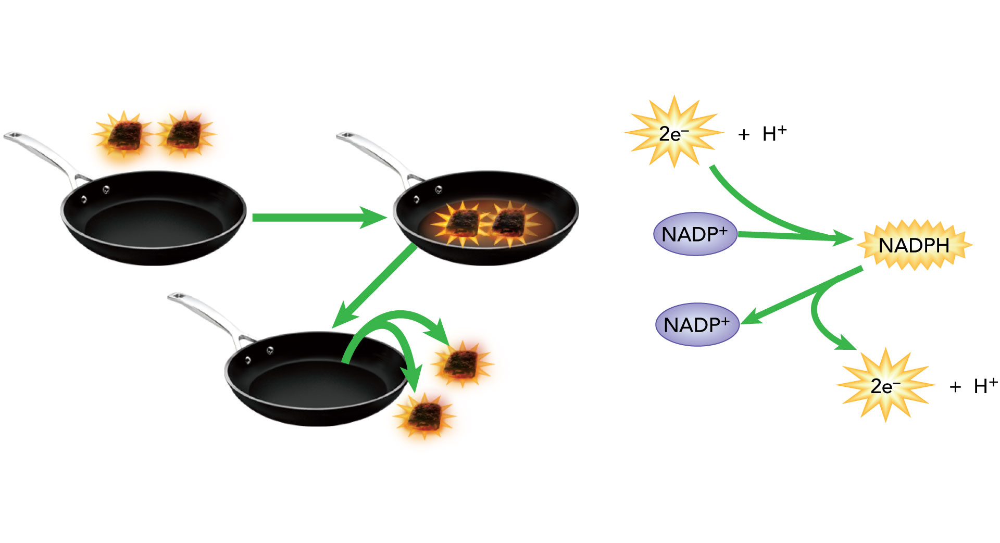 2e⁻ + H⁺
NADP⁺
NADPH
NADP⁺
2e⁻ + H⁺